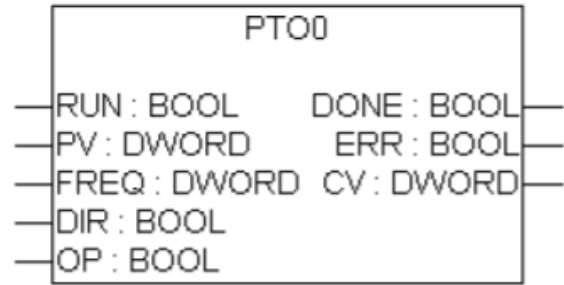 PTO0
RUN : BOOL DONE : BOOL
PV : DWORD ERR : BOOL
FREQ : DWORD CV : DWORD
DIR : BOOL
OP : BOOL